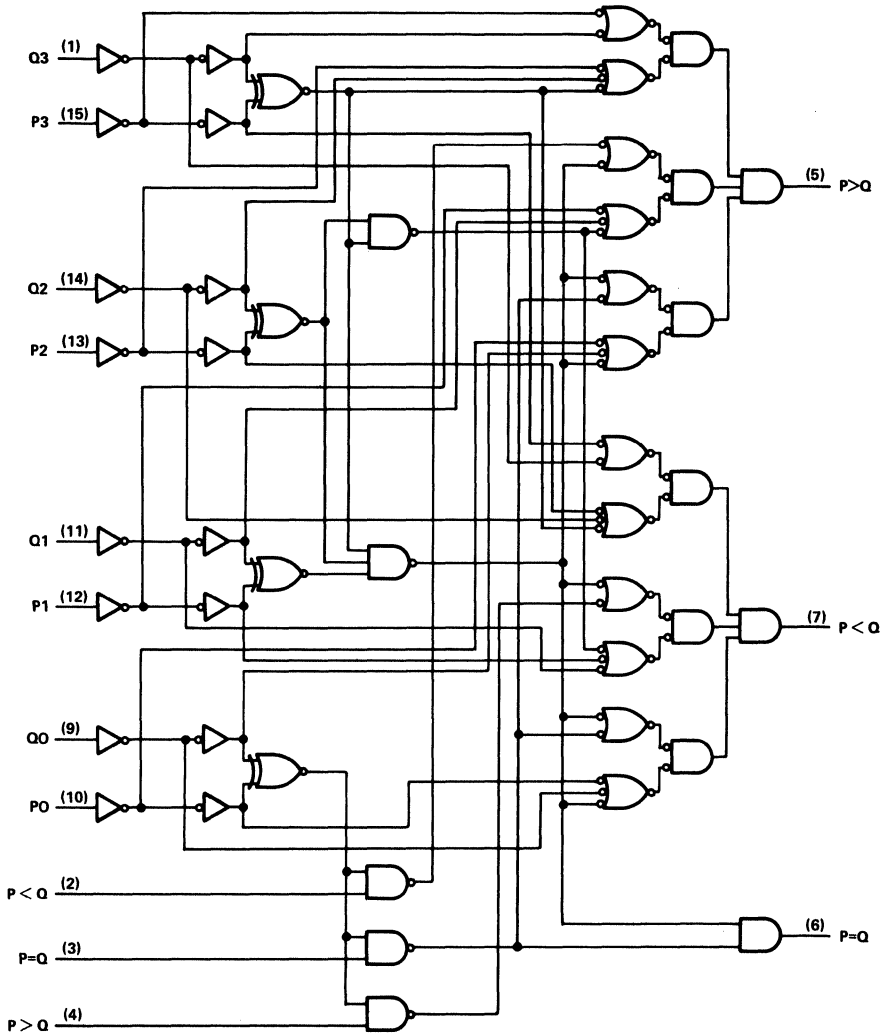 Q3 (1)
P3 (15)
(5) P>Q
Q2 (14)
P2 (13)
Q1 (11)
P1 (12)
(7) P < Q
Q0 (9)
P0 (10)
P < Q (2)
(6) P=Q
P=Q (3)
P > Q (4)